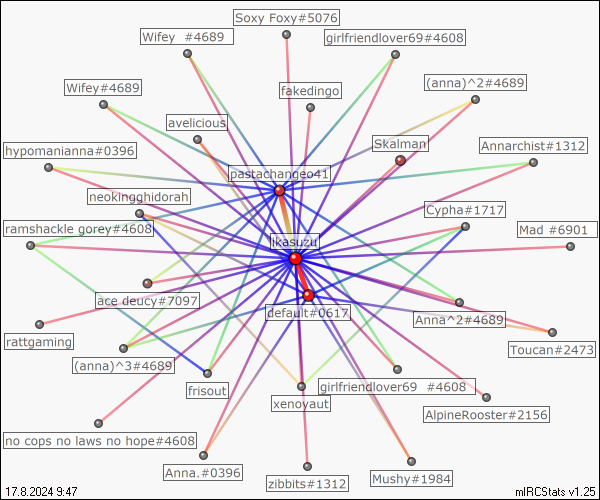 Soxy Foxy#5076
Wifey  #4689
girlfriendlover69#4608
Wifey#4689
fakedingo
(anna)^2#4689
avelicious
Skalman
hypomanianna#0396
Annarchist#1312
pastachangeo41
neokingghidorah
Cypha#1717
ramshackle gorey#4608
Mad #6901
ikasuzu
ace deucy#7097
default#0617
Anna^2#4689
rattgaming
Toucan#2473
(anna)^3#4689
frisout
girlfriendlover69  #4608
xenoyaut
AlpineRooster#2156
no cops no laws no hope#4608
Anna.#0396
zibbits#1312
Mushy#1984
17.8.2024 9:47
mIRCStats v1.25